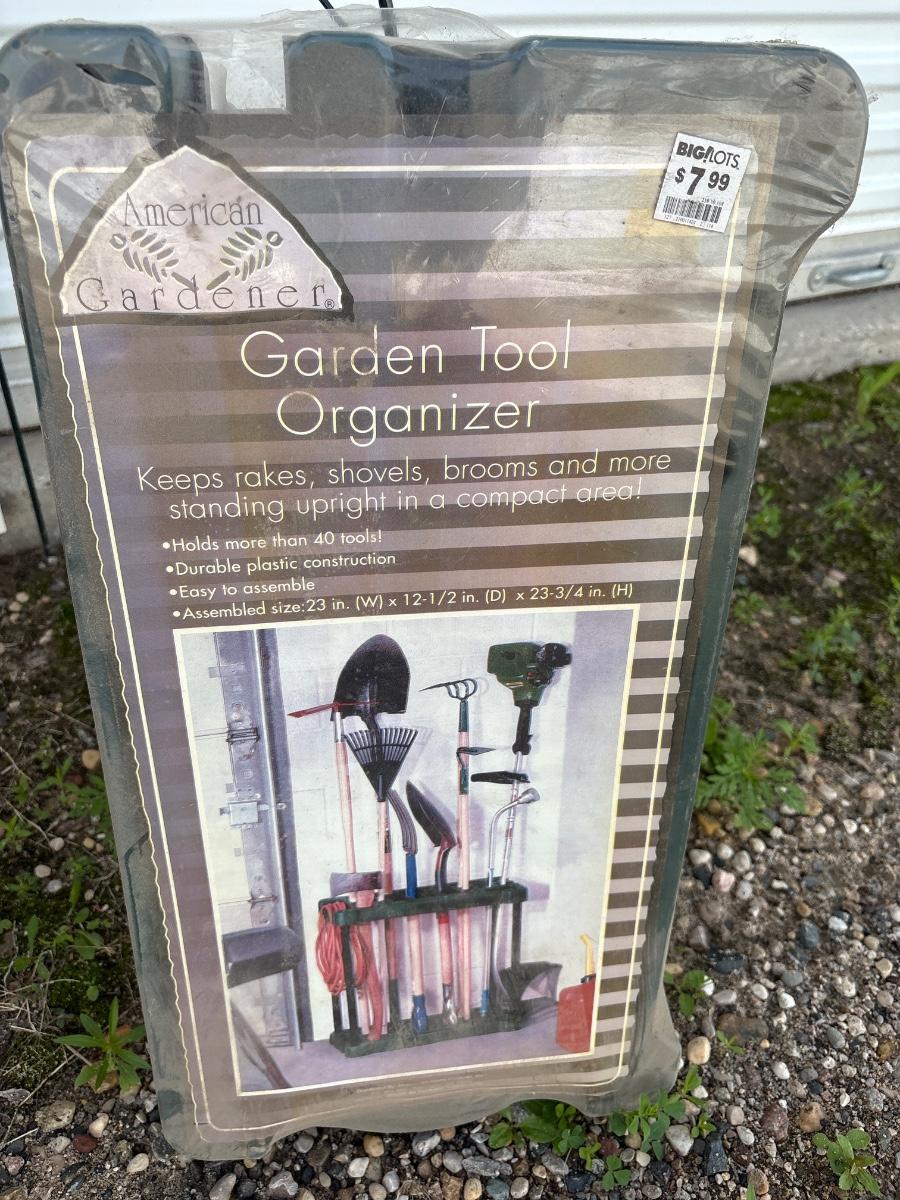 BIG!LOTS.
$7.99
American
Gardener®
Garden Tool
Organizer
Keeps rakes, shovels, brooms and more
standing upright in a compact area!
•Holds more than 40 tools!
•Durable plastic construction
•Easy to assemble
•Assembled size:23 in. (W) x 12-1/2 in. (D) x 23-3/4 in. (H)